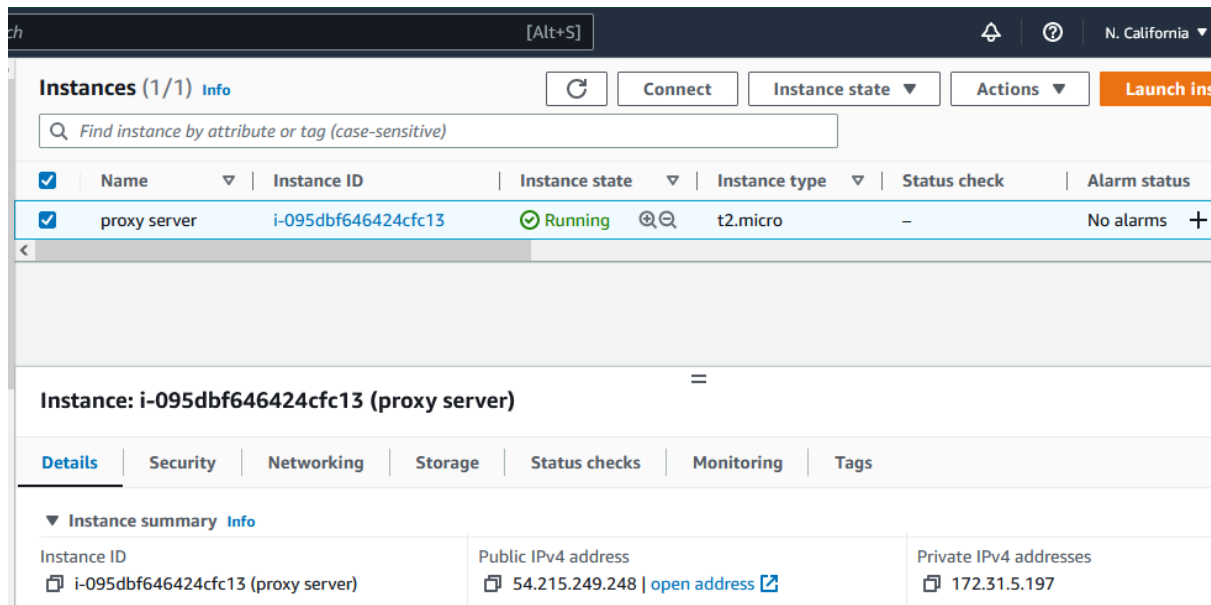 ch [Alt+S] N. California ▼
Instances (1/1) Info Connect Instance state ▼ Actions ▼ Launch ins
Find instance by attribute or tag (case-sensitive)
Name Instance ID Instance state Instance type Status check Alarm status
proxy server i-095dbf646424cfc13 Running t2.micro – No alarms +
Instance: i-095dbf646424cfc13 (proxy server)
Details Security Networking Storage Status checks Monitoring Tags
▼ Instance summary Info
Instance ID Public IPv4 address Private IPv4 addresses
i-095dbf646424cfc13 (proxy server) 54.215.249.248 | open address 172.31.5.197